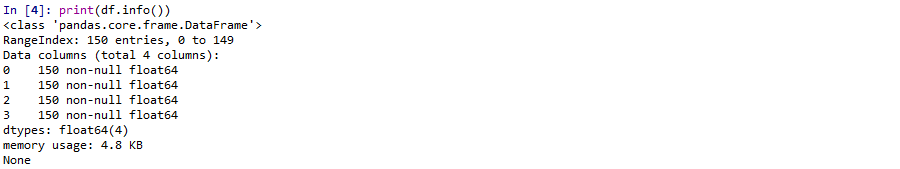 In [4]: print(df.info())
<class 'pandas.core.frame.DataFrame'>
RangeIndex: 150 entries, 0 to 149
Data columns (total 4 columns):
0    150 non-null float64
1    150 non-null float64
2    150 non-null float64
3    150 non-null float64
dtypes: float64(4)
memory usage: 4.8 KB
None